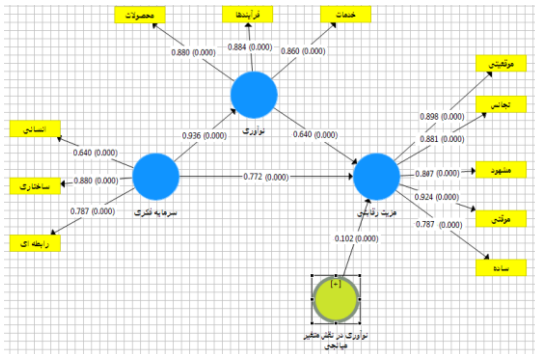 محصولات
فرآیندها
خدمات
0.880 (0.000)
0.884 (0.000)
0.860 (0.000)
نوآوری
موقعیتی
تجانس
مشهود
موقتی
ساده
0.898 (0.000)
0.881 (0.000)
0.847 (0.000)
0.924 (0.000)
0.787 (0.000)
0.936 (0.000)
0.640 (0.000)
انسانی
ساختاری
رابطه ای
0.640 (0.000)
0.880 (0.000)
0.787 (0.000)
سرمایه فکری
0.772 (0.000)
مزیت رقابتی
0.102 (0.000)
[+]
نوآوری در نقش متغیر
میانجی